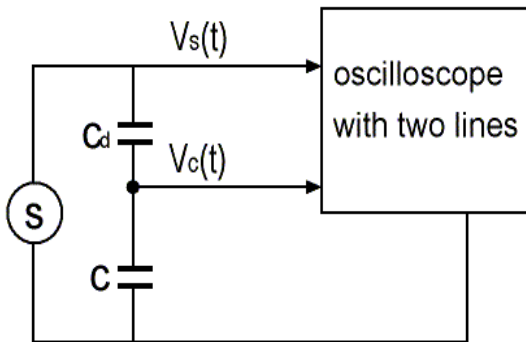 Vs(t)
oscilloscope
with two lines
Cd
Vc(t)
S
C